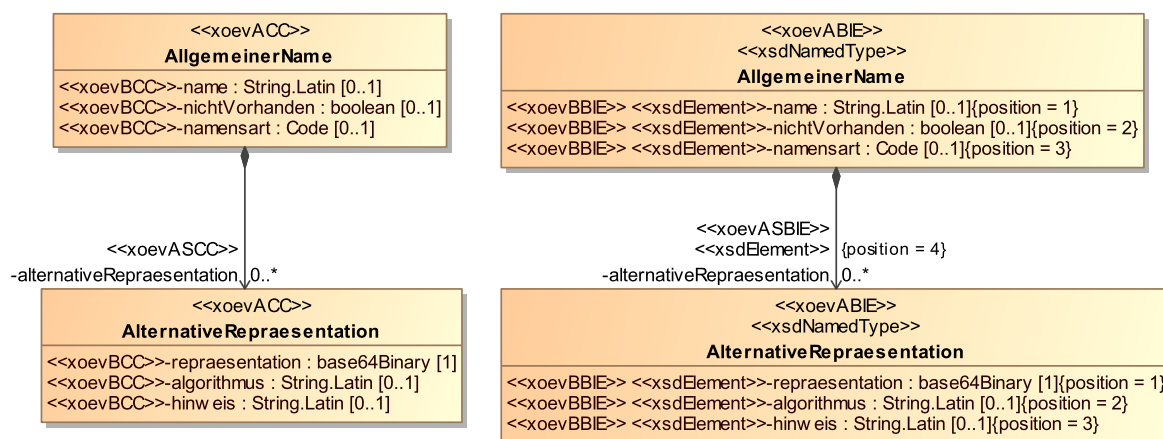 <<xoevACC>>
AllgemeinerName
<<xoevBCC>>-name : String.Latin [0..1]
<<xoevBCC>>-nichtVorhanden : boolean [0..1]
<<xoevBCC>>-namensart : Code [0..1]
<<xoevASCC>>
-alternativeRepraesentation 0..*
<<xoevACC>>
AlternativeRepraesentation
<<xoevBCC>>-repraesentation : base64Binary [1]
<<xoevBCC>>-algorithmus : String.Latin [0..1]
<<xoevBCC>>-hinweis : String.Latin [0..1]
<<xoevABIE>>
<<xsdNamedType>>
AllgemeinerName
<<xoevBBIE>> <<xsdElement>>-name : String.Latin [0..1]{position = 1}
<<xoevBBIE>> <<xsdElement>>-nichtVorhanden : boolean [0..1]{position = 2}
<<xoevBBIE>> <<xsdElement>>-namensart : Code [0..1]{position = 3}
<<xoevASBIE>>
<<xsdElement>> {position = 4}
-alternativeRepraesentation 0..*
<<xoevABIE>>
<<xsdNamedType>>
AlternativeRepraesentation
<<xoevBBIE>> <<xsdElement>>-repraesentation : base64Binary [1]{position = 1}
<<xoevBBIE>> <<xsdElement>>-algorithmus : String.Latin [0..1]{position = 2}
<<xoevBBIE>> <<xsdElement>>-hinweis : String.Latin [0..1]{position = 3}